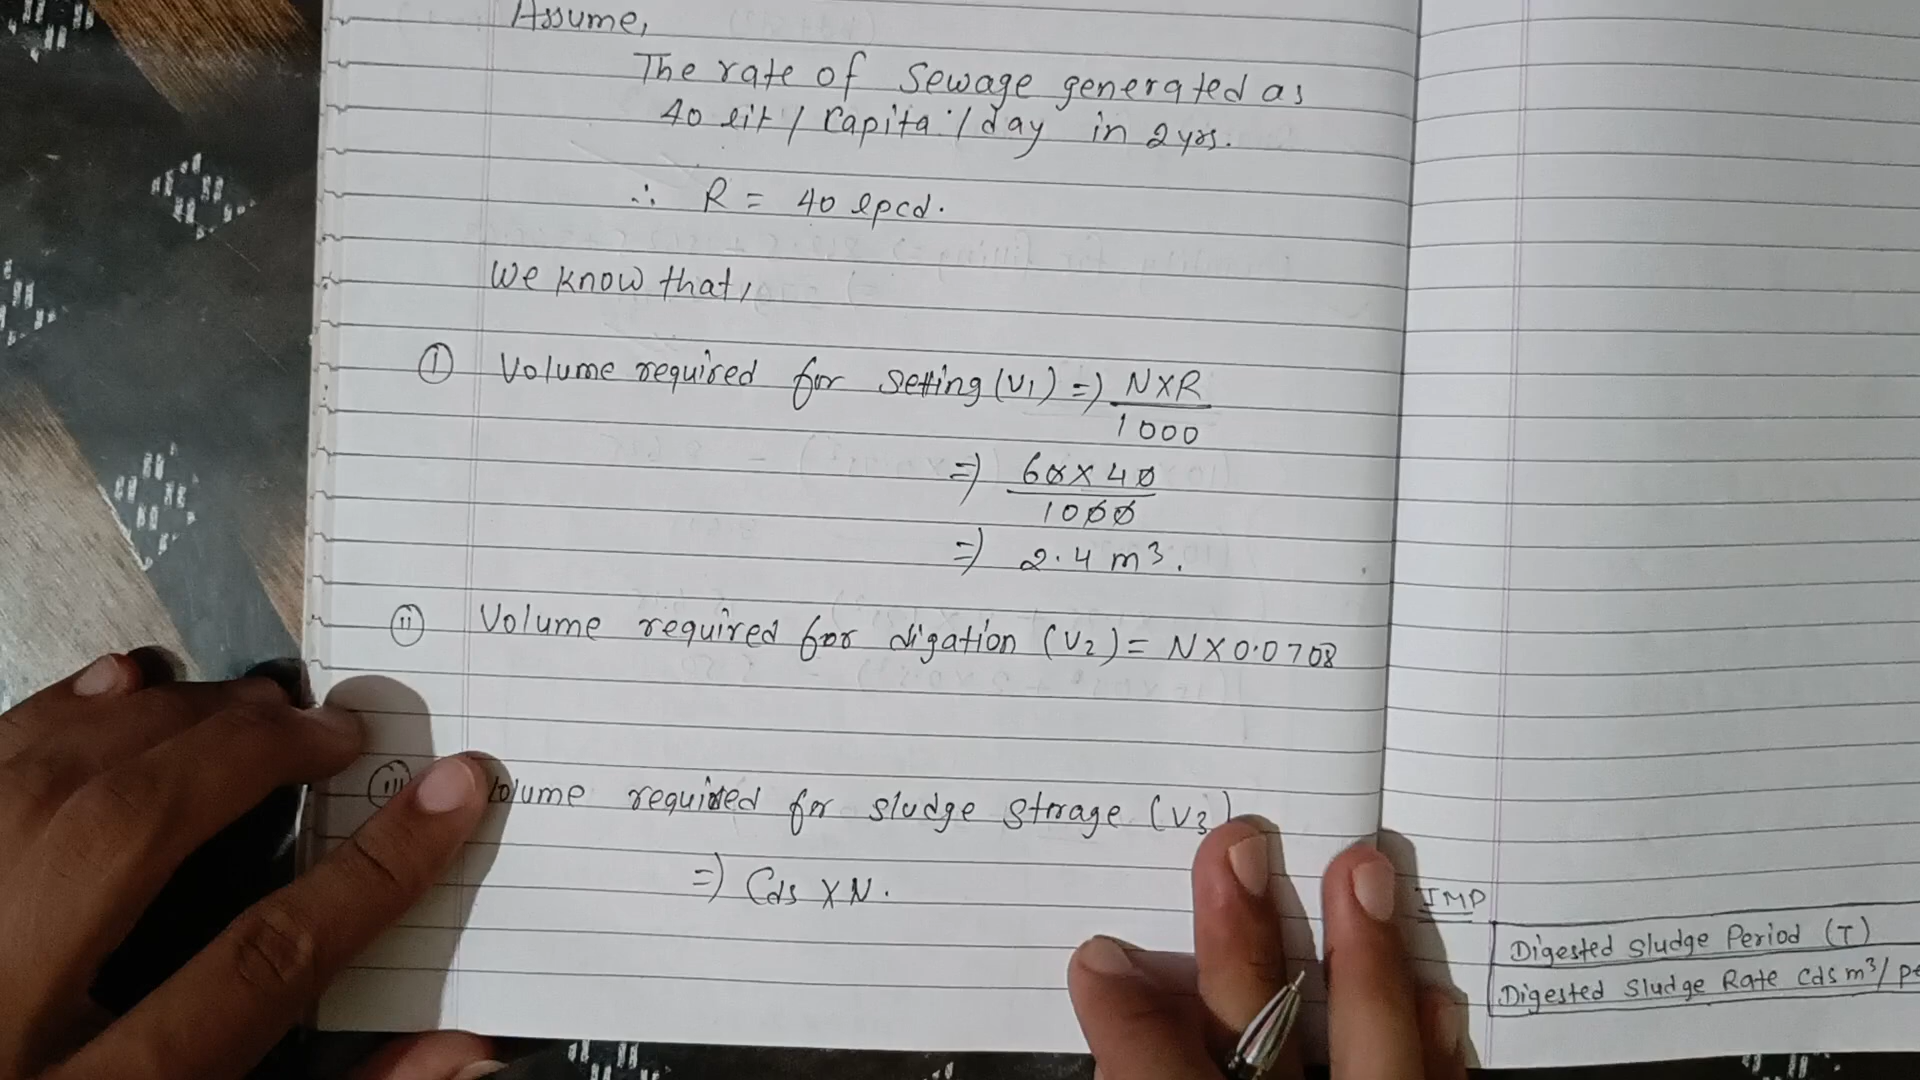 Assume,
The rate of sewage generated as
40 lit / Capita / day in 2 yrs.
∴ R = 40 lpcd.
We know that,
(i) Volume required for setting (V1) => N×R
1000
=> 60×40
1000
=> 2.4 m³.
(ii) Volume required for digation (V2) = N×0.0708
(iii) Volume required for sludge storage (V3)
=> Cds × N.
IMP
Digested Sludge Period (T)
Digested Sludge Rate Cds m³/